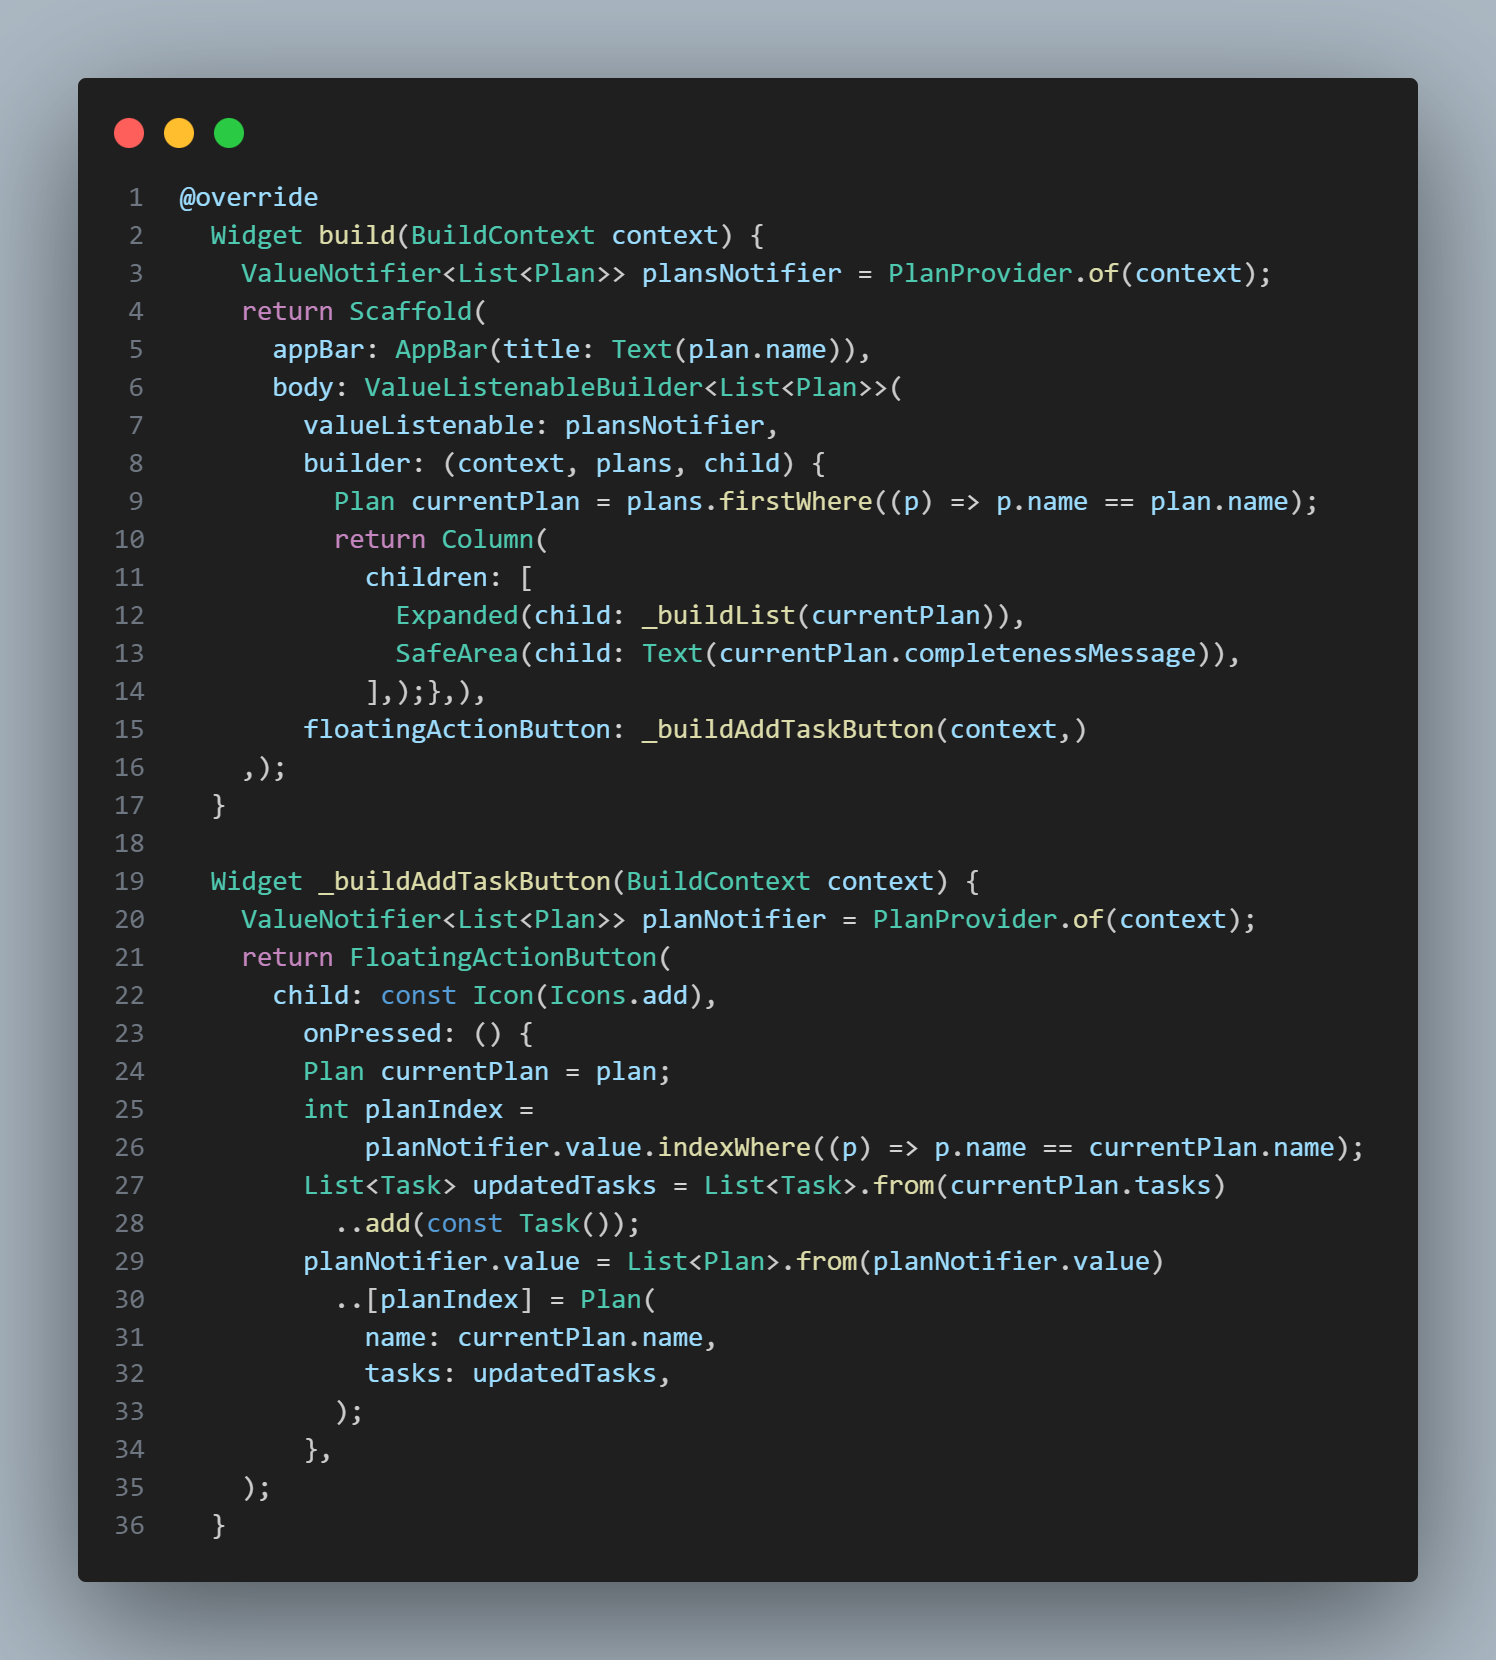 1 @override
2   Widget build(BuildContext context) {
3     ValueNotifier<List<Plan>> plansNotifier = PlanProvider.of(context);
4     return Scaffold(
5       appBar: AppBar(title: Text(plan.name)),
6       body: ValueListenableBuilder<List<Plan>>(
7         valueListenable: plansNotifier,
8         builder: (context, plans, child) {
9           Plan currentPlan = plans.firstWhere((p) => p.name == plan.name);
10           return Column(
11             children: [
12               Expanded(child: _buildList(currentPlan)),
13               SafeArea(child: Text(currentPlan.completenessMessage)),
14             ],);},),
15         floatingActionButton: _buildAddTaskButton(context,)
16     ,);
17   }
18
19   Widget _buildAddTaskButton(BuildContext context) {
20     ValueNotifier<List<Plan>> planNotifier = PlanProvider.of(context);
21     return FloatingActionButton(
22       child: const Icon(Icons.add),
23         onPressed: () {
24         Plan currentPlan = plan;
25         int planIndex =
26             planNotifier.value.indexWhere((p) => p.name == currentPlan.name);
27         List<Task> updatedTasks = List<Task>.from(currentPlan.tasks)
28           ..add(const Task());
29         planNotifier.value = List<Plan>.from(planNotifier.value)
30           ..[planIndex] = Plan(
31             name: currentPlan.name,
32             tasks: updatedTasks,
33           );
34         },
35     );
36   }